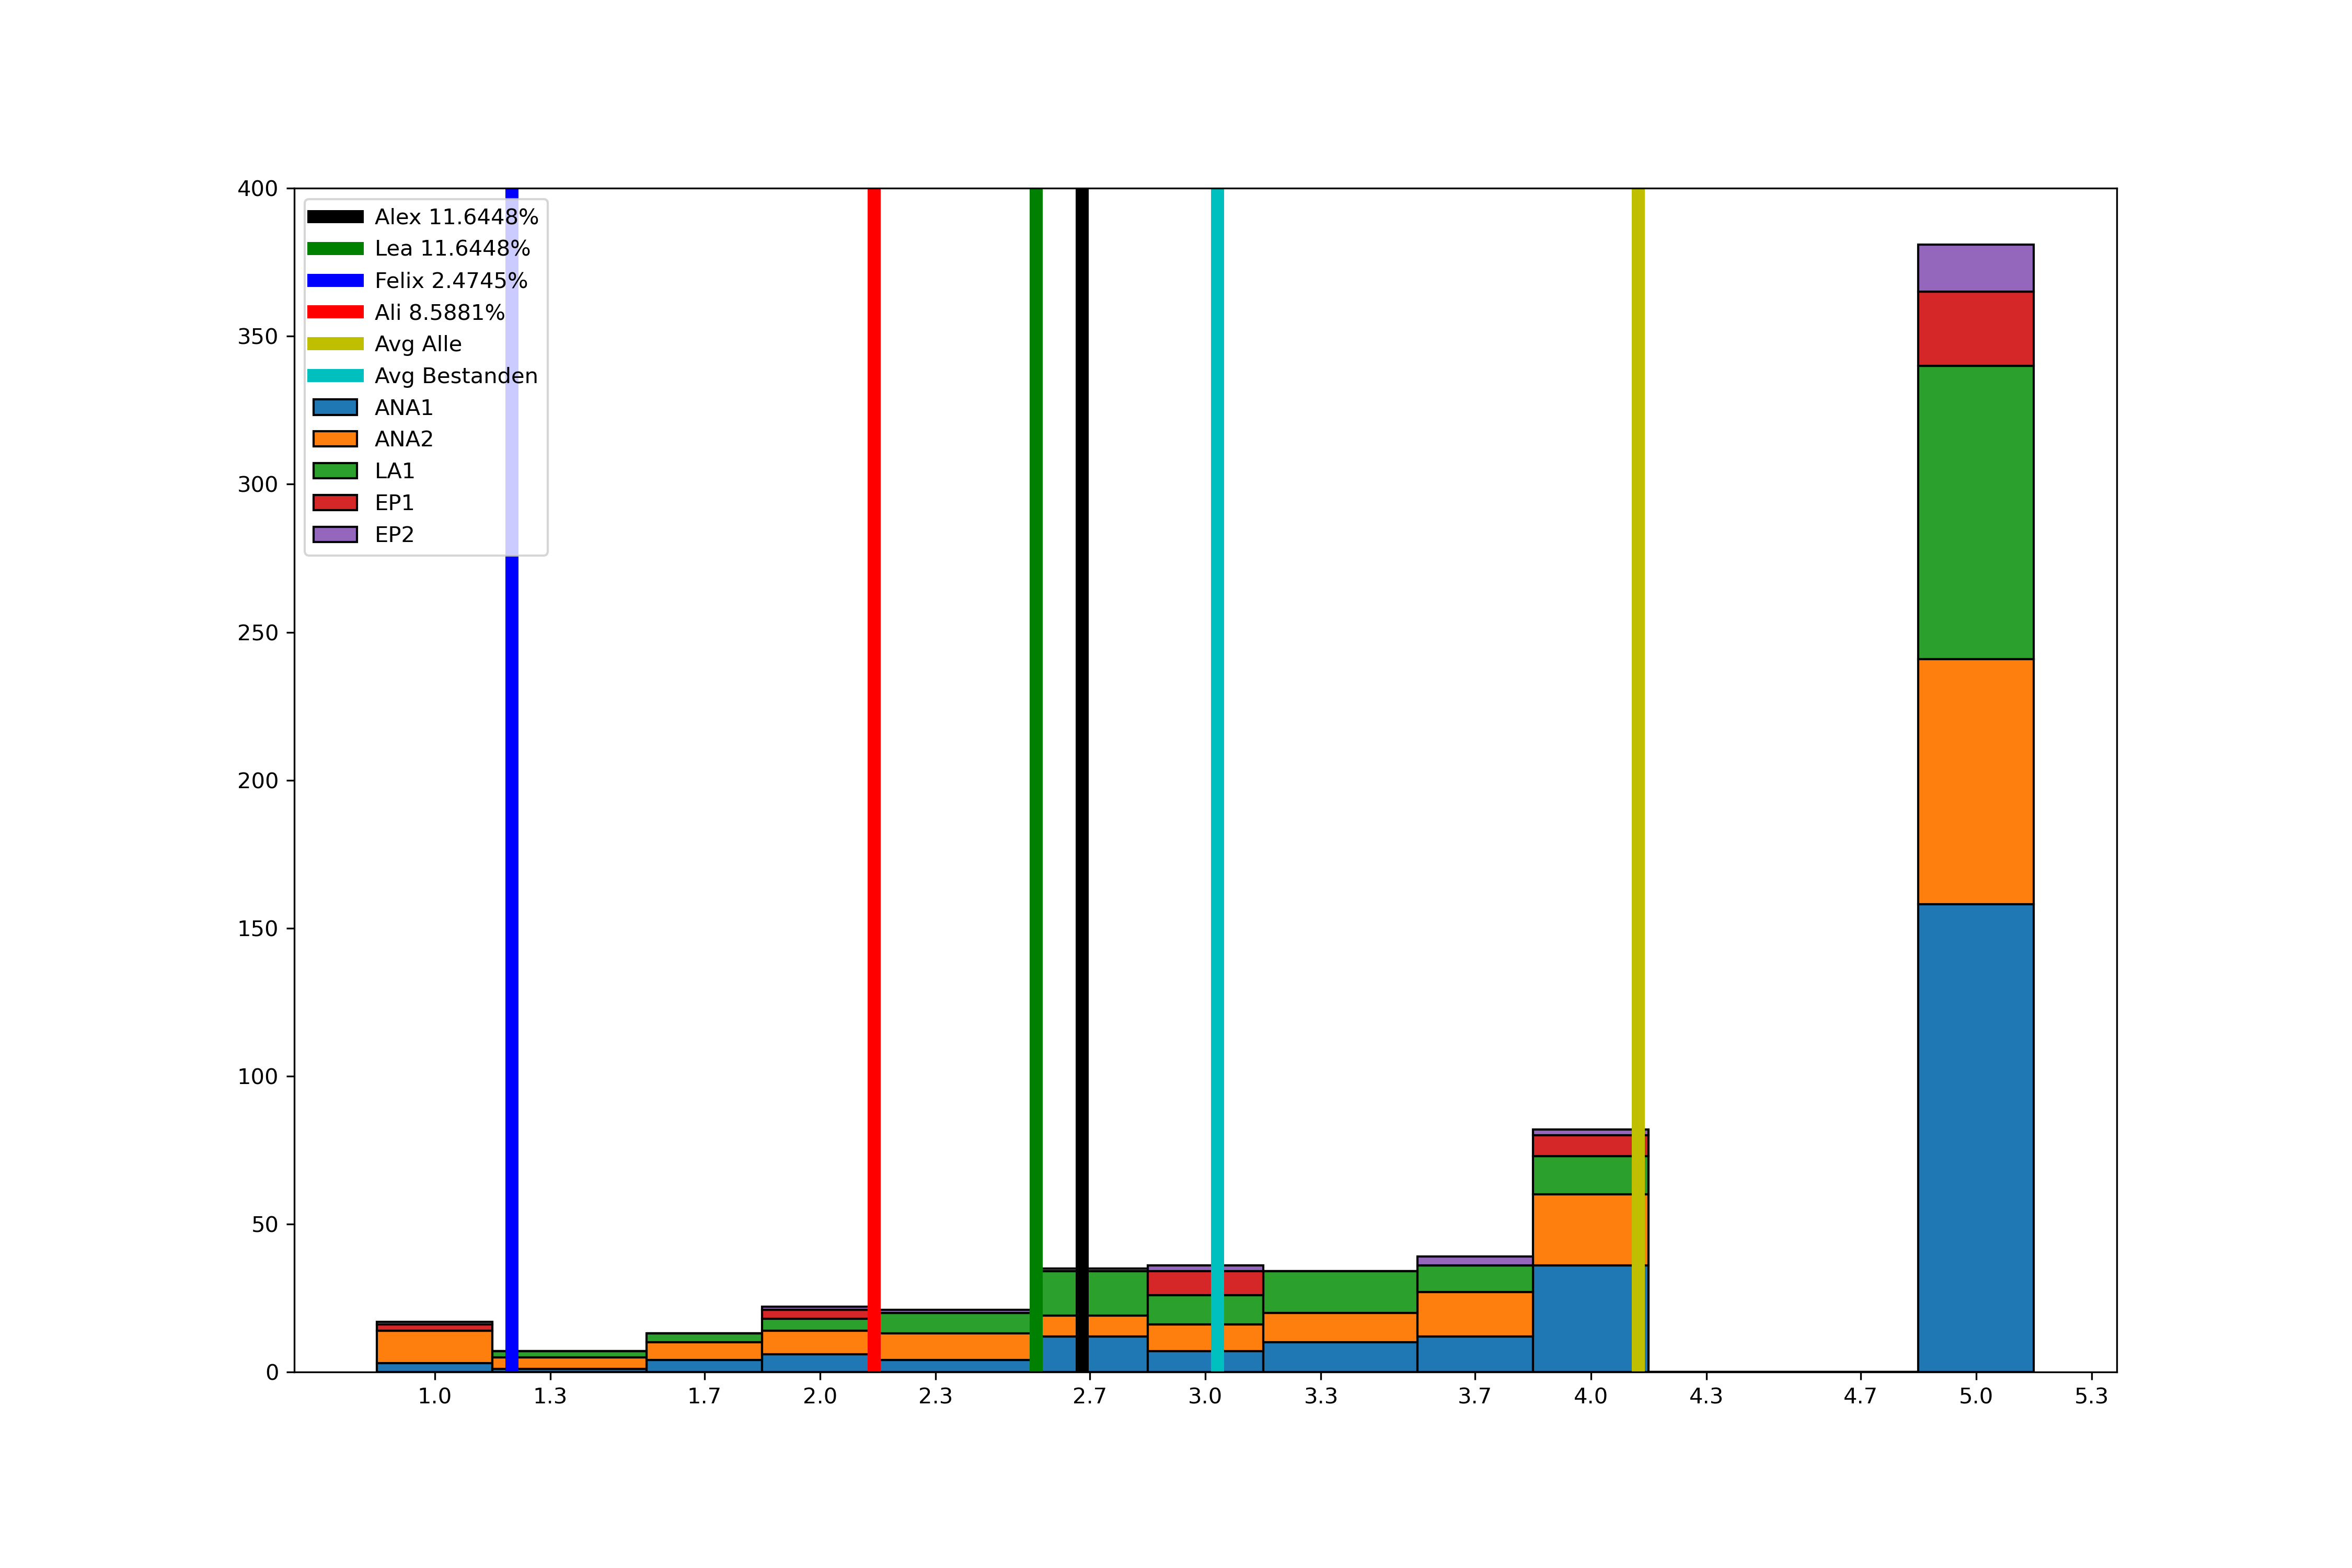 400
350
300
250
200
150
100
50
0
Alex 11.6448%
Lea 11.6448%
Felix 2.4745%
Ali 8.5881%
Avg Alle
Avg Bestanden
ANA1
ANA2
LA1
EP1
EP2
1.0 1.3 1.7 2.0 2.3 2.7 3.0 3.3 3.7 4.0 4.3 4.7 5.0 5.3